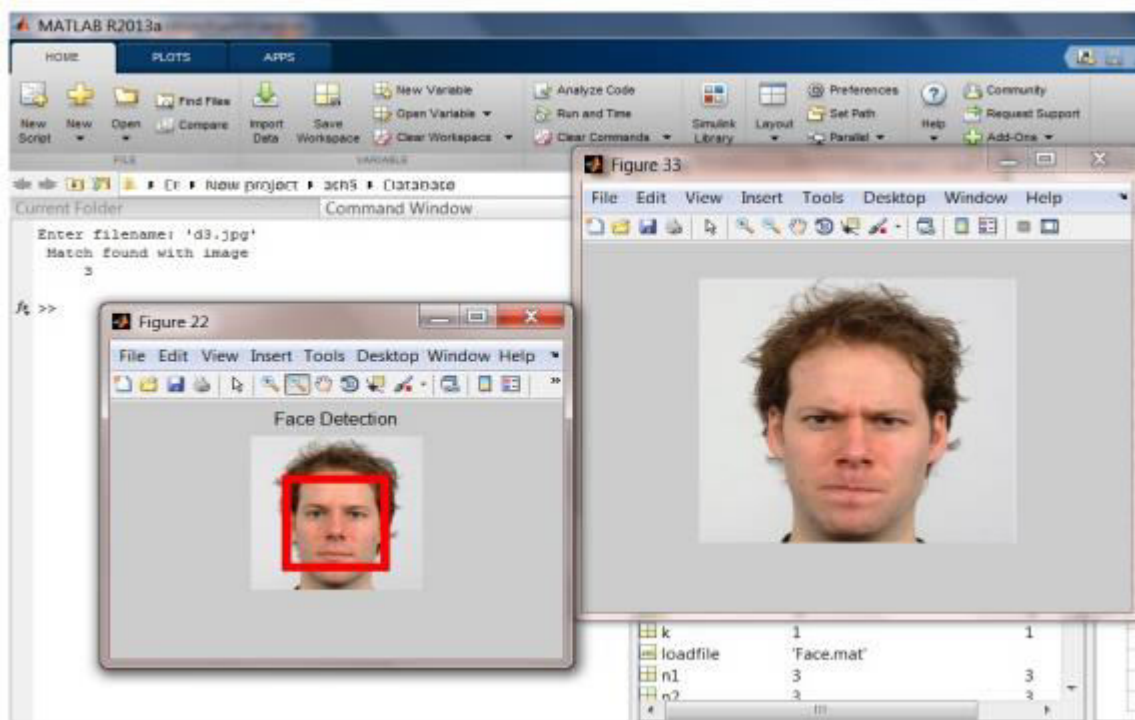 MATLAB R2013a
HOME PLOTS APPS
New Script
New
Open
Find Files
Compare
Import Data
Save Workspace
New Variable
Open Variable
Clear Workspace
Analyze Code
Run and Time
Clear Commands
Simulink Library
Layout
Preferences
Set Path
Parallel
Help
Community
Request Support
Add-Ons
FILE
VARIABLE
New project
Current Folder
Command Window
Enter filename: 'd3.jpg'
Match found with image
3
>>
Figure 22
File Edit View Insert Tools Desktop Window Help
Face Detection
Figure 33
File Edit View Insert Tools Desktop Window Help
k 1 1
loadfile 'Face.mat'
n1 3 3
n2 3 3